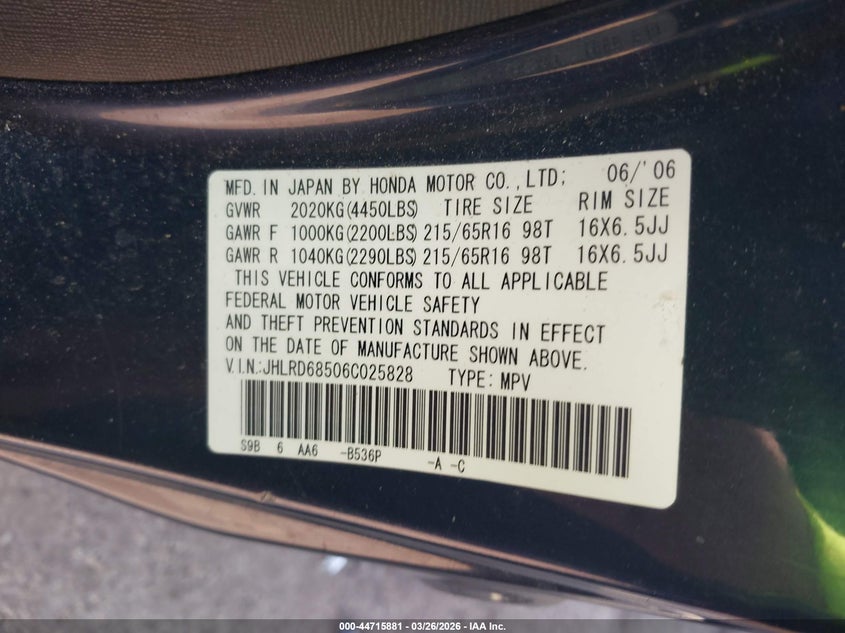 MFD. IN JAPAN BY HONDA MOTOR CO.,LTD; 06/'06
GVWR 2020KG(4450LBS) TIRE SIZE RIM SIZE
GAWR F 1000KG(2200LBS) 215/65R16 98T 16X6.5JJ
GAWR R 1040KG(2290LBS) 215/65R16 98T 16X6.5JJ
THIS VEHICLE CONFORMS TO ALL APPLICABLE
FEDERAL MOTOR VEHICLE SAFETY
AND THEFT PREVENTION STANDARDS IN EFFECT
ON THE DATE OF MANUFACTURE SHOWN ABOVE.
V.I.N.:JHLRD68506C025828 TYPE: MPV
S9B 6 AA6 -B536P -A -C
000-44715881 | 03/26/2026 - IAA Inc.